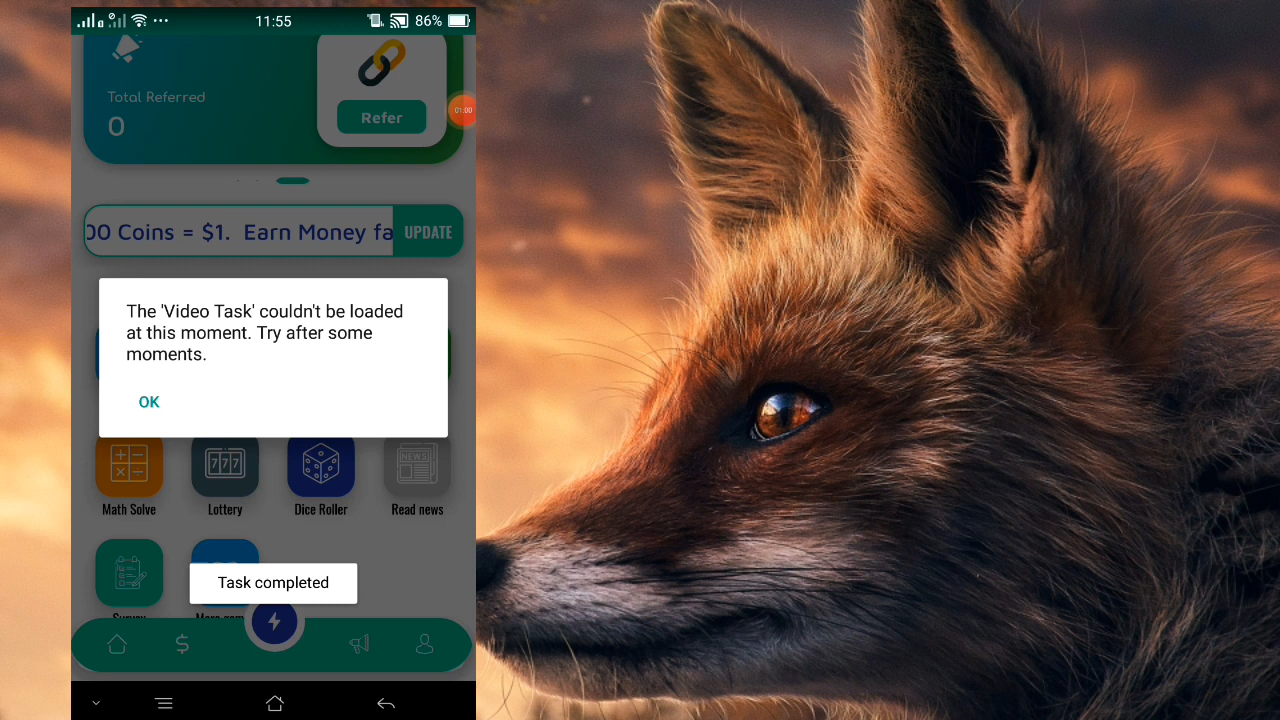 11:55
86%
Total Referred
0
Refer
01:00
00 Coins = $1. Earn Money fa
UPDATE
The 'Video Task' couldn't be loaded
at this moment. Try after some
moments.
OK
777
NEWS
Math Solve
Lottery
Dice Roller
Read news
Task completed
Survey